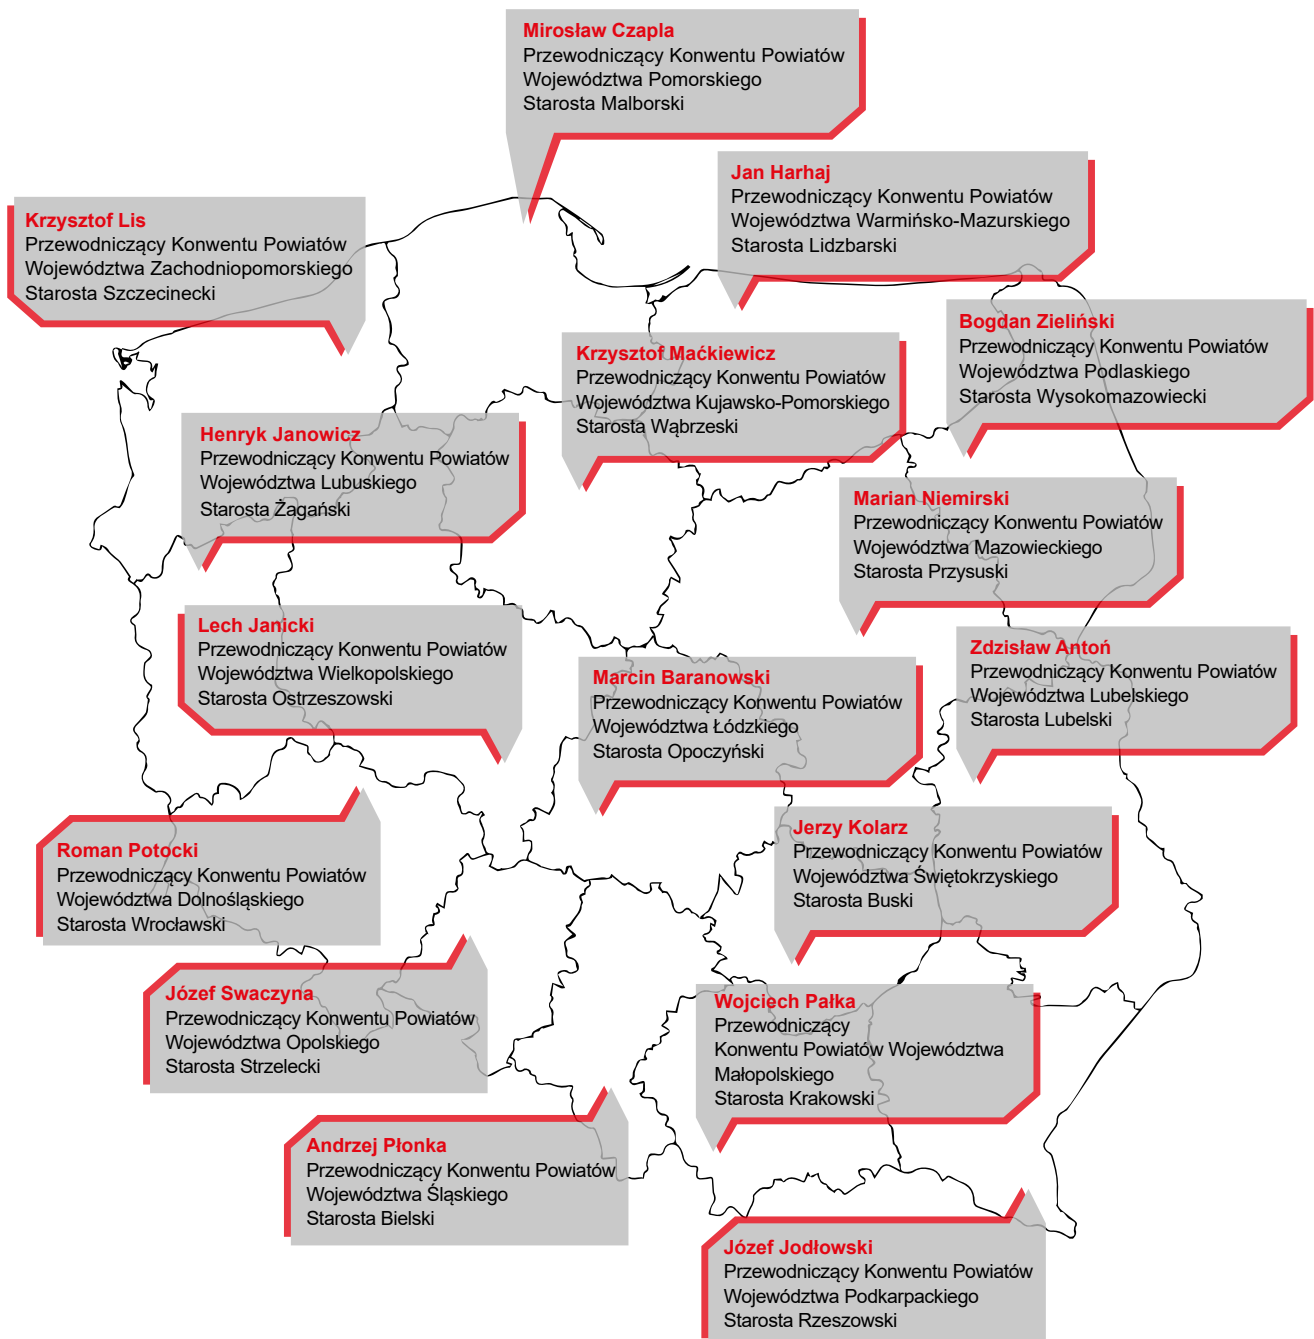 Mirosław Czapla
Przewodniczący Konwentu Powiatów
Województwa Pomorskiego
Starosta Malborski
Jan Harhaj
Przewodniczący Konwentu Powiatów
Województwa Warmińsko-Mazurskiego
Starosta Lidzbarski
Krzysztof Lis
Przewodniczący Konwentu Powiatów
Województwa Zachodniopomorskiego
Starosta Szczecinecki
Bogdan Zieliński
Przewodniczący Konwentu Powiatów
Województwa Podlaskiego
Starosta Wysokomazowiecki
Krzysztof Maćkiewicz
Przewodniczący Konwentu Powiatów
Województwa Kujawsko-Pomorskiego
Starosta Wąbrzeski
Henryk Janowicz
Przewodniczący Konwentu Powiatów
Województwa Lubuskiego
Starosta Żagański
Marian Niemirski
Przewodniczący Konwentu Powiatów
Województwa Mazowieckiego
Starosta Przysuski
Lech Janicki
Przewodniczący Konwentu Powiatów
Województwa Wielkopolskiego
Starosta Ostrzeszowski
Zdzisław Antoń
Przewodniczący Konwentu Powiatów
Województwa Lubelskiego
Starosta Lubelski
Marcin Baranowski
Przewodniczący Konwentu Powiatów
Województwa Łódzkiego
Starosta Opoczyński
Jerzy Kolarz
Przewodniczący Konwentu Powiatów
Województwa Świętokrzyskiego
Starosta Buski
Roman Potocki
Przewodniczący Konwentu Powiatów
Województwa Dolnośląskiego
Starosta Wrocławski
Józef Swaczyna
Przewodniczący Konwentu Powiatów
Województwa Opolskiego
Starosta Strzelecki
Wojciech Pałka
Przewodniczący
Konwentu Powiatów Województwa
Małopolskiego
Starosta Krakowski
Andrzej Płonka
Przewodniczący Konwentu Powiatów
Województwa Śląskiego
Starosta Bielski
Józef Jodłowski
Przewodniczący Konwentu Powiatów
Województwa Podkarpackiego
Starosta Rzeszowski